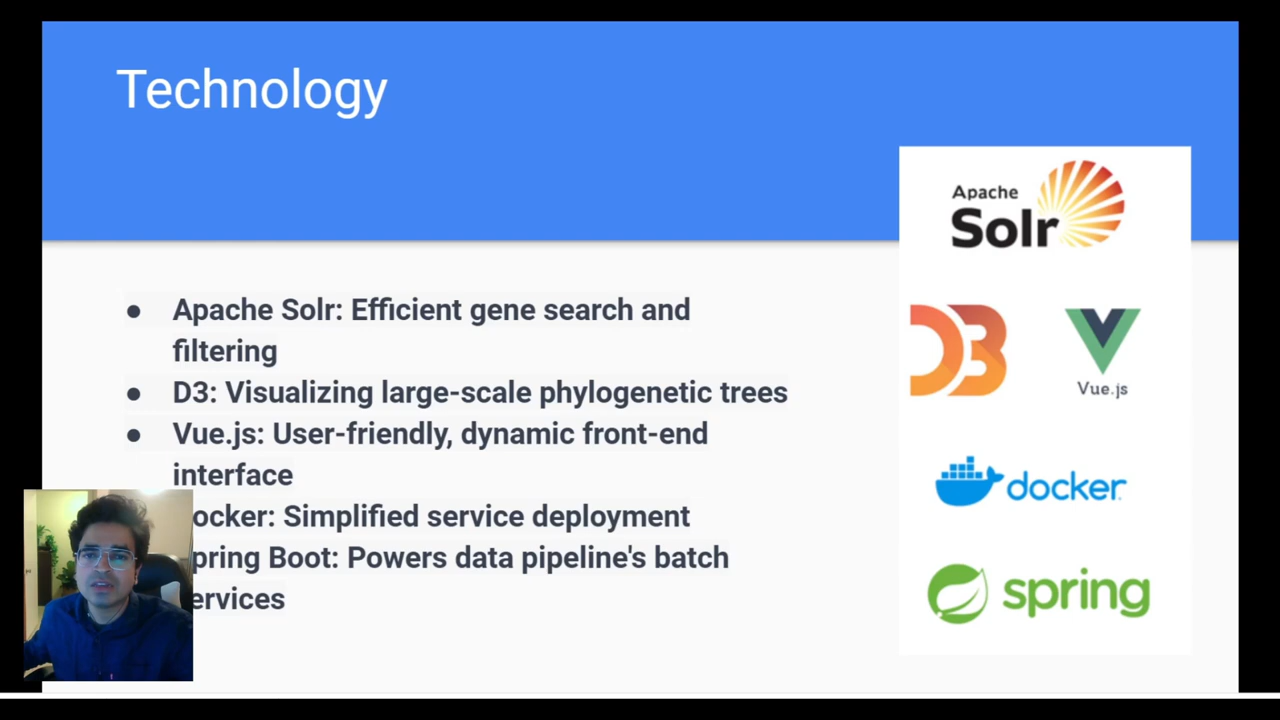 Technology
Apache
Solr
● Apache Solr: Efficient gene search and
filtering
● D3: Visualizing large-scale phylogenetic trees
● Vue.js: User-friendly, dynamic front-end
interface
ocker: Simplified service deployment
pring Boot: Powers data pipeline's batch
ervices
D3
Vue.js
docker
spring